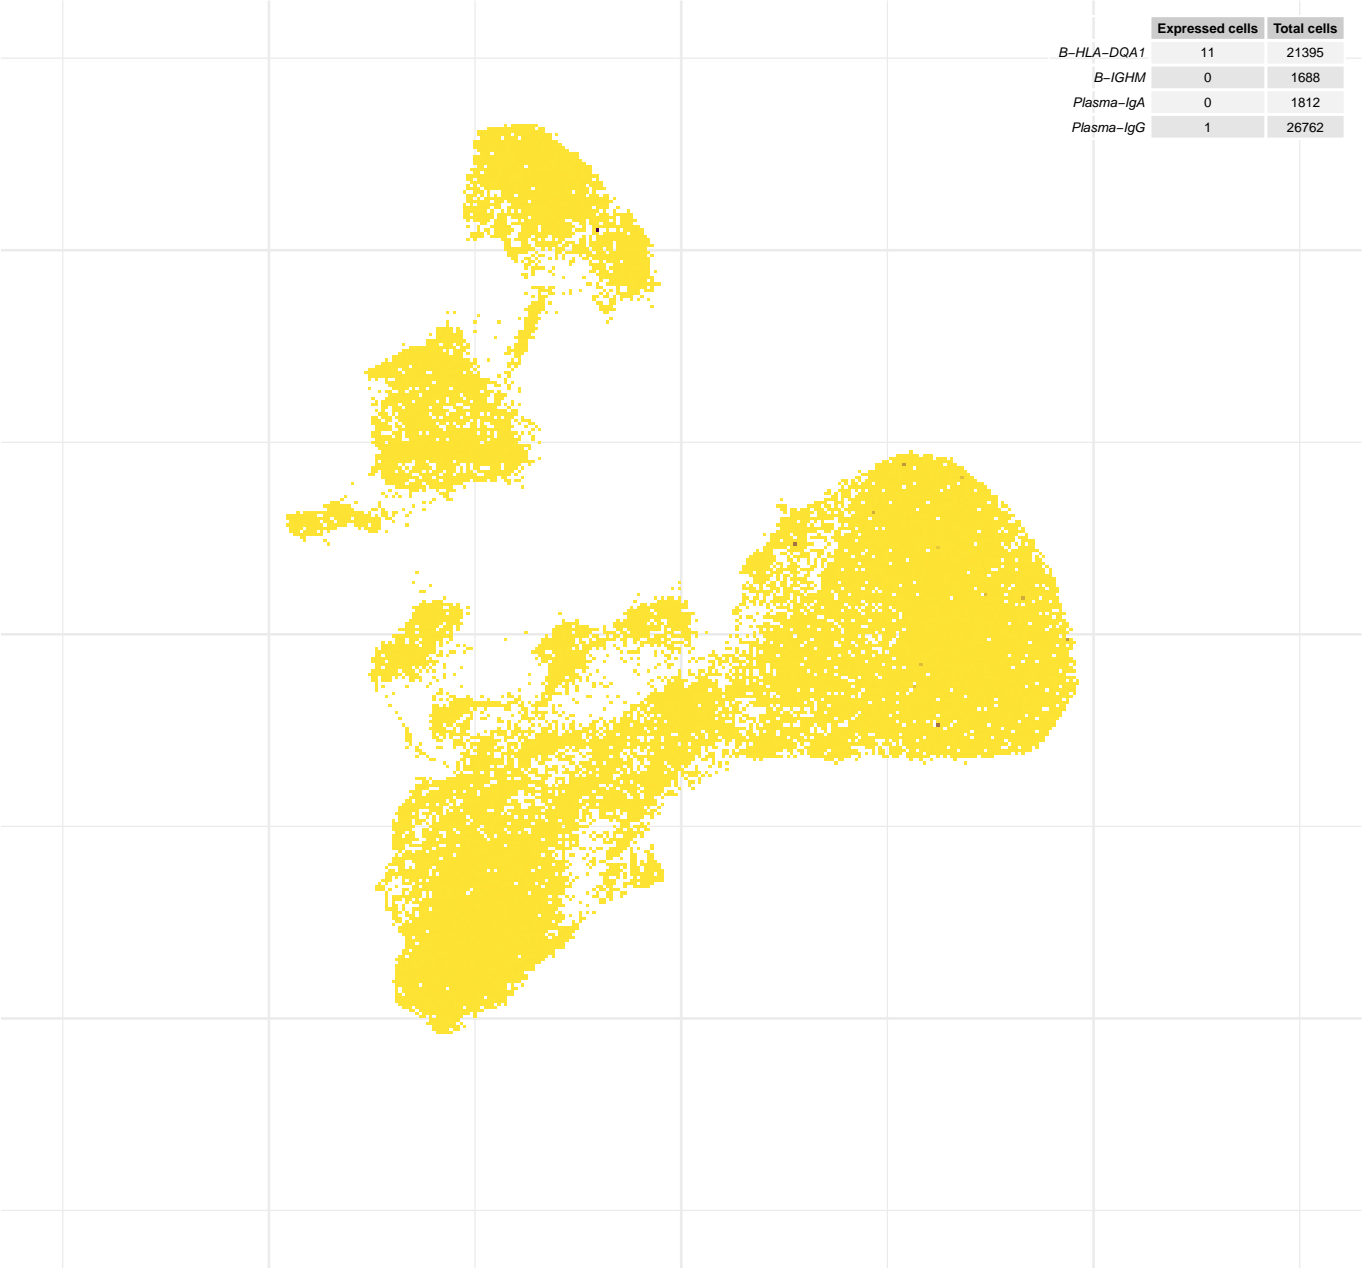 Expressed cells Total cells
B−HLA−DQA1 11 21395
B−IGHM 0 1688
Plasma−IgA 0 1812
Plasma−IgG 1 26762